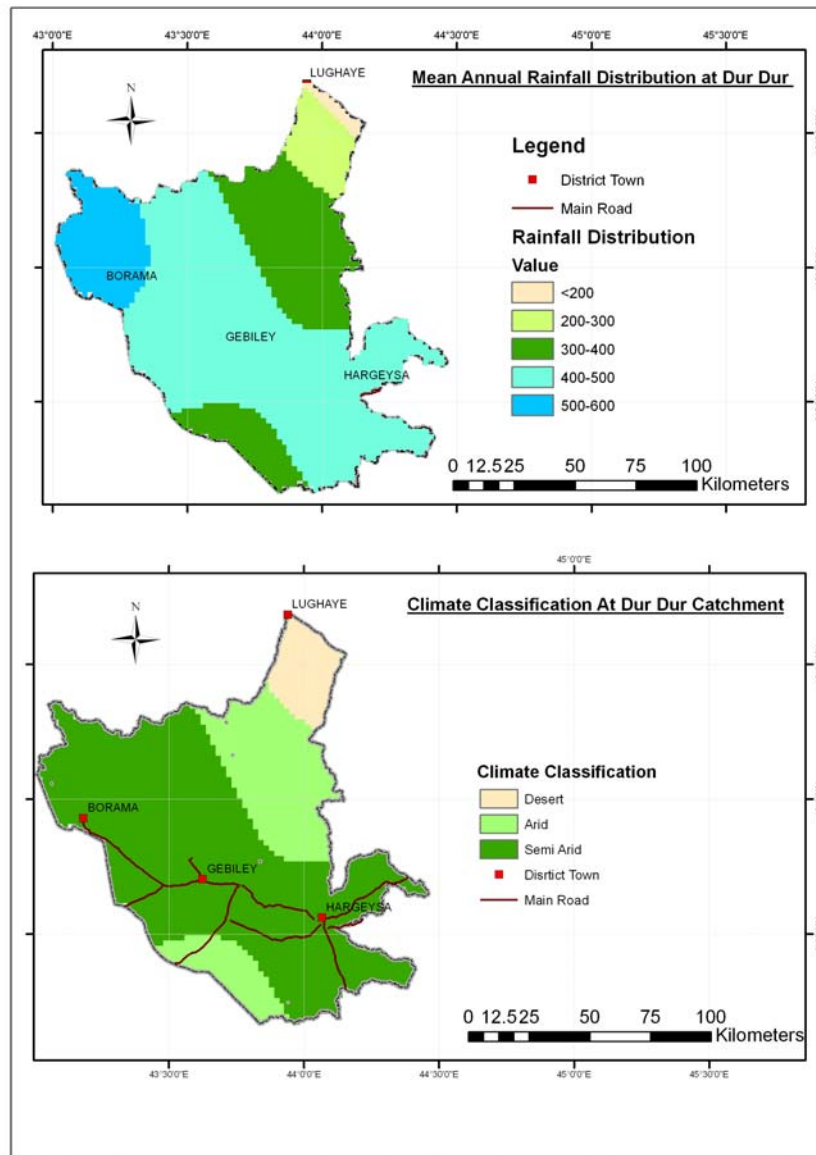 43°0'0"E 43°30'0"E 44°0'0"E 44°30'0"E 45°0'0"E 45°30'0"E
LUGHAYE
Mean Annual Rainfall Distribution at Dur Dur
N
Legend
District Town
Main Road
Rainfall Distribution
Value
<200
BORAMA
200-300
GEBILEY
300-400
HARGEYSA
400-500
500-600
0 12.525 50 75 100
Kilometers
45°0'0"E
LUGHAYE
Climate Classification At Dur Dur Catchment
N
Climate Classification
Desert
BORAMA
Arid
Semi Arid
GEBILEY
Disrtict Town
HARGEYSA
Main Road
0 12.525 50 75 100
Kilometers
43°30'0"E 44°0'0"E 44°30'0"E 45°0'0"E 45°30'0"E